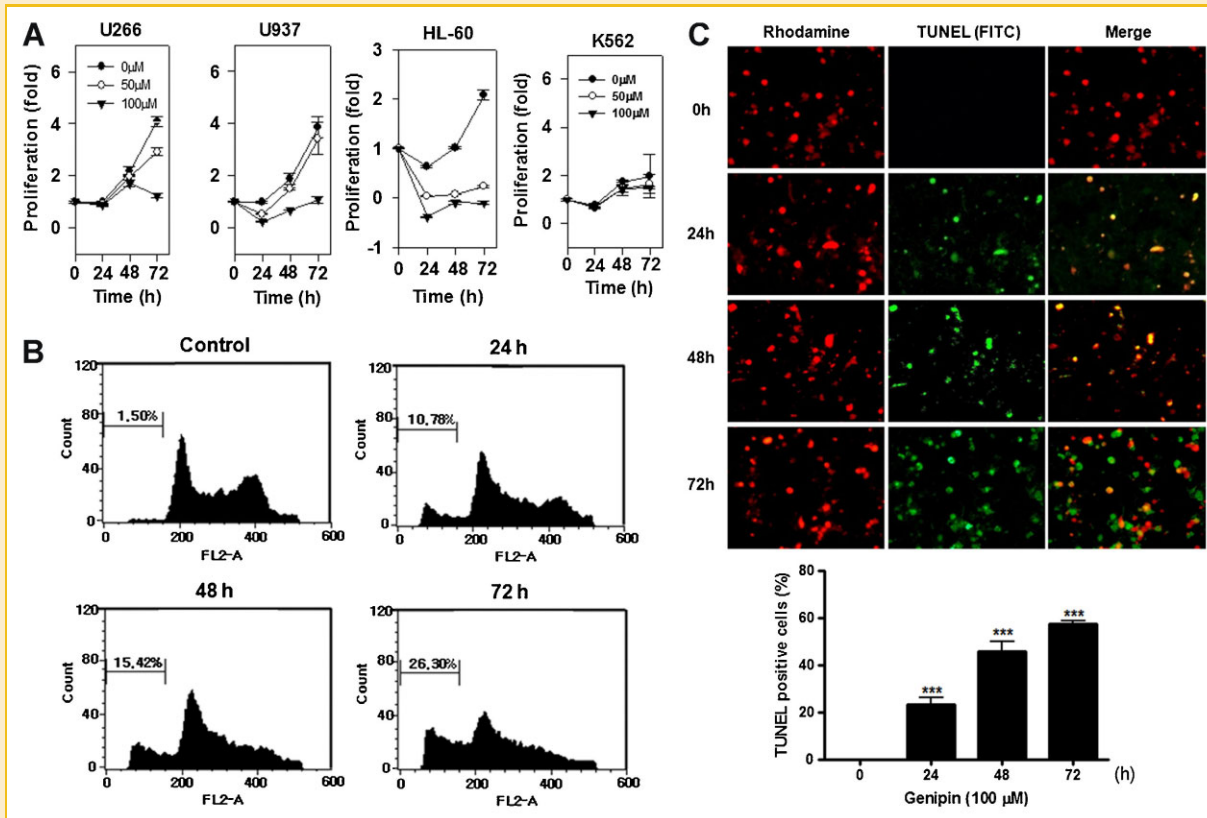 A
U266
U937
HL-60
K562
Proliferation (fold)
6
4
2
0
0μM
50μM
100μM
0 24 48 72
Time (h)
Proliferation (fold)
6
4
2
0
0 24 48 72
Time (h)
Proliferation (fold)
3
2
1
0
-1
0 24 48 72
Time (h)
Proliferation (fold)
6
4
2
0
0μM
50μM
100μM
0 24 48 72
Time (h)
B
Control
120
80
40
0
Count
1.50%
0 200 400 600
FL2-A
24 h
120
80
40
0
Count
10.78%
0 200 400 600
FL2-A
48 h
120
80
40
0
Count
15.42%
0 200 400 600
FL2-A
72 h
120
80
40
0
Count
26.30%
0 200 400 600
FL2-A
C
Rhodamine TUNEL (FITC) Merge
0h
24h
48h
72h
TUNEL positive cells (%)
80
60
40
20
0
***
***
***
0 24 48 72 (h)
Genipin (100 μM)